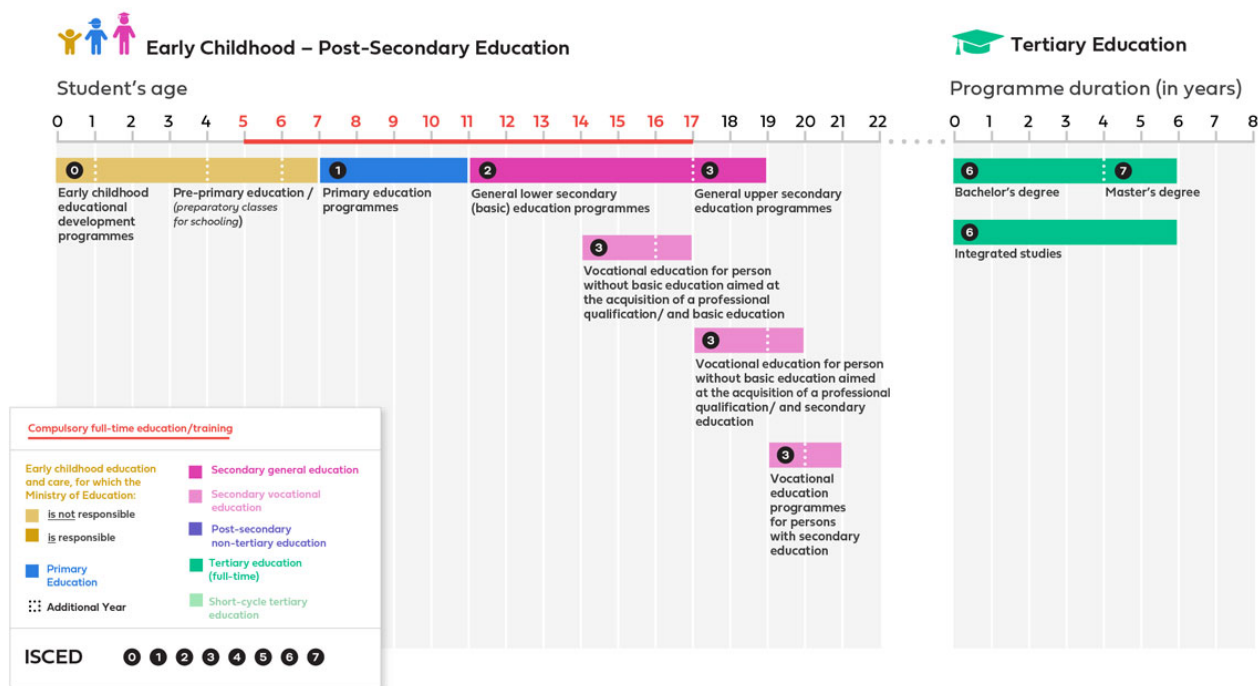 Early Childhood – Post-Secondary Education
Tertiary Education
Student's age
Programme duration (in years)
0 1 2 3 4 5 6 7 8 9 10 11 12 13 14 15 16 17 18 19 20 21 22
0 1 2 3 4 5 6 7 8
0
1
2
3
6
7
Early childhood
educational
development
programmes
Pre-primary education /
(preparatory classes
for schooling)
Primary education
programmes
General lower secondary
(basic) education programmes
General upper secondary
education programmes
Bachelor's degree
Master's degree
6
Integrated studies
3
Vocational education for person
without basic education aimed at
the acquisition of a professional
qualification/ and basic education
3
Vocational education for person
without basic education aimed
at the acquisition of a professional
qualification/ and secondary
education
3
Vocational
education
programmes
for persons
with secondary
education
Compulsory full-time education/training
Early childhood education
and care, for which the
Ministry of Education:
is not responsible
is responsible
Primary
Education
Additional Year
Secondary general education
Secondary vocational
education
Post-secondary
non-tertiary education
Tertiary education
(full-time)
Short-cycle tertiary
education
ISCED 0 1 2 3 4 5 6 7